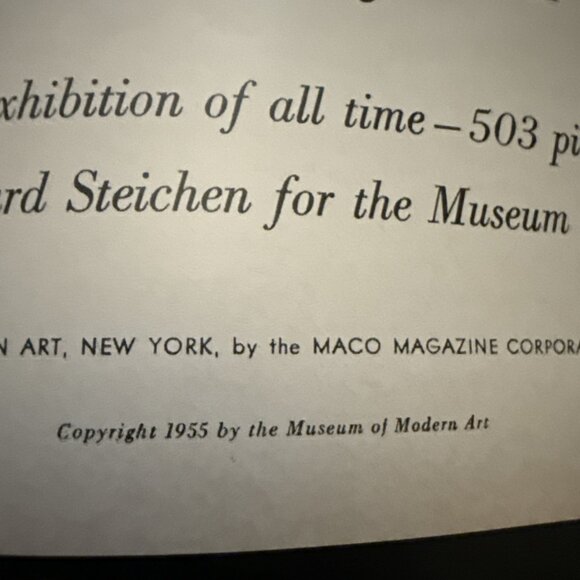 xhibition of all time – 503 pi
rd Steichen for the Museum
N ART, NEW YORK, by the MACO MAGAZINE CORPORA
Copyright 1955 by the Museum of Modern Art